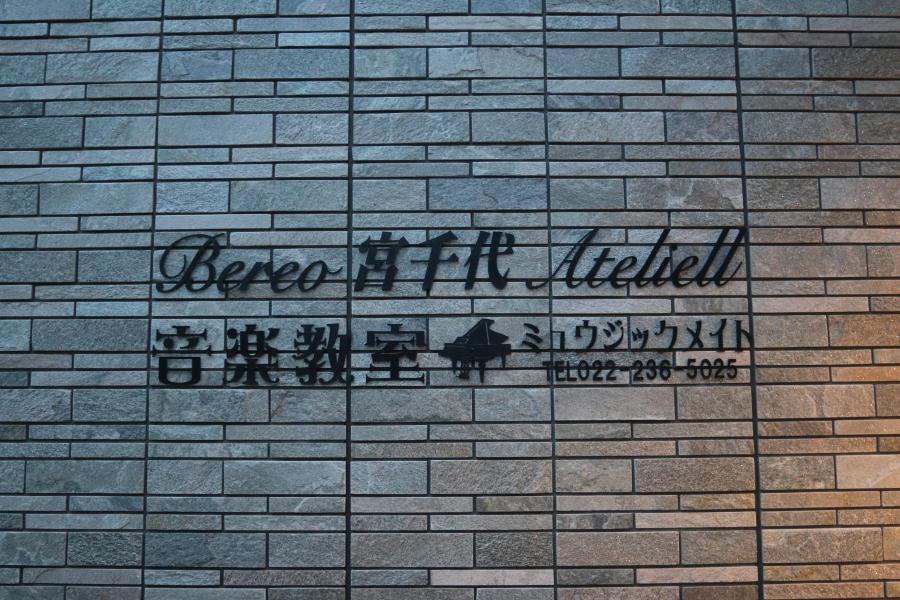 Bereo 宮千代 Ateliell
音楽教室 ミュウジックメイト
TEL022-236-5025